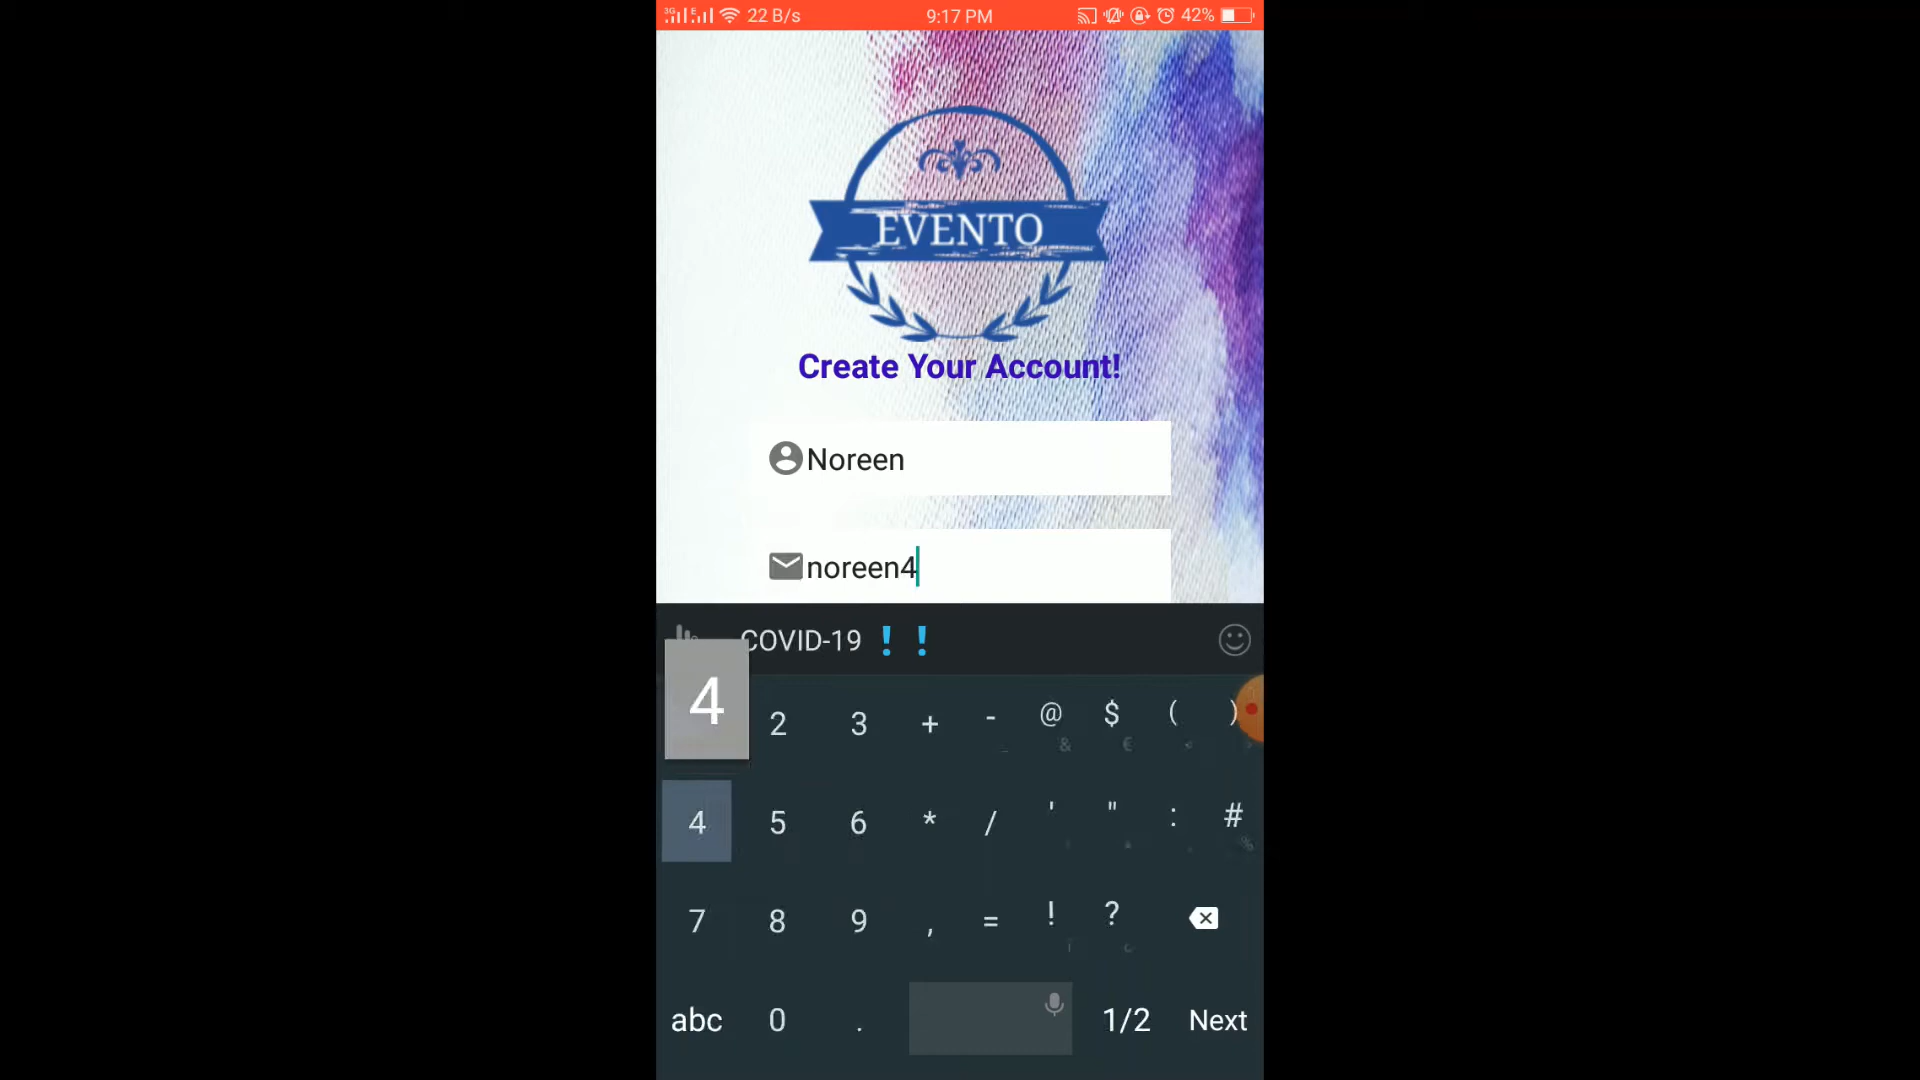 3G E 22 B/s 9:17 PM 42%
EVENTO
Create Your Account!
Noreen
noreen4
COVID-19 ❗ ❗
4 2 3 + - @ $ ( )
_ & € <
4 5 6 * / ' " : #
%
7 8 9 , = ! ?
abc 0 . 1/2 Next